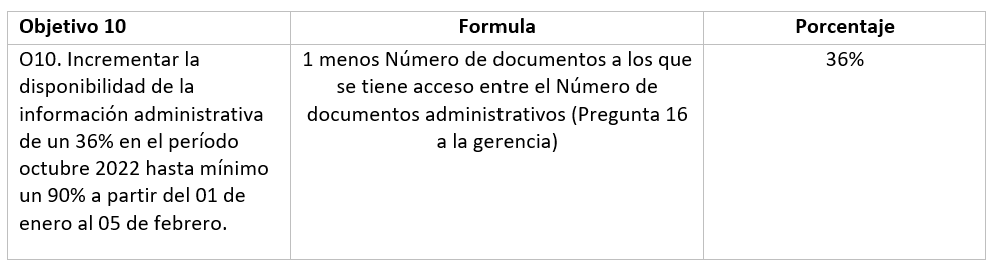 Objetivo 10
Formula
Porcentaje
O10. Incrementar la
disponibilidad de la
información administrativa
de un 36% en el período
octubre 2022 hasta mínimo
un 90% a partir del 01 de
enero al 05 de febrero.
1 menos Número de documentos a los que
se tiene acceso entre el Número de
documentos administrativos (Pregunta 16
a la gerencia)
36%